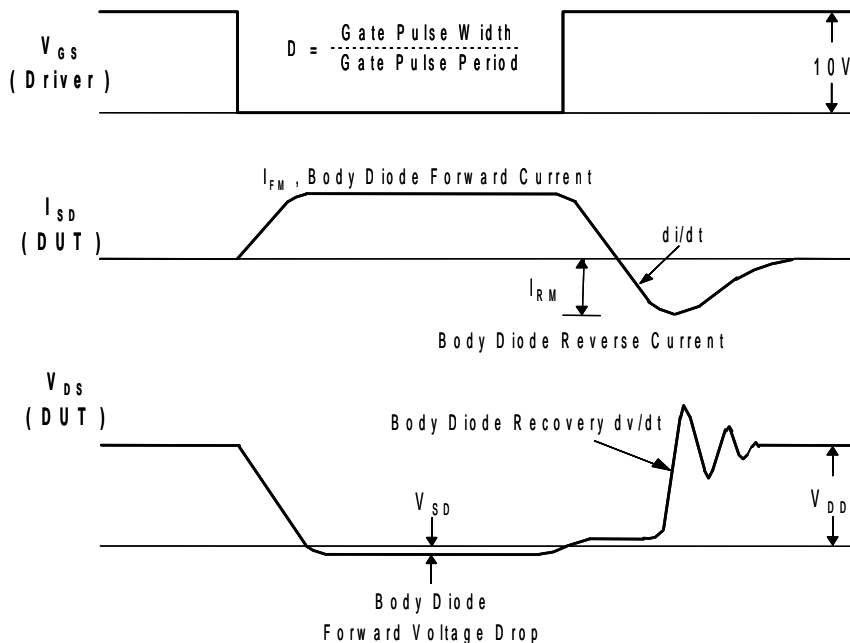 V_GS
(Driver)
D = Gate Pulse Width
Gate Pulse Period
10V
I_FM , Body Diode Forward Current
I_SD
(DUT)
di/dt
I_RM
Body Diode Reverse Current
V_DS
(DUT)
Body Diode Recovery dv/dt
V_SD
V_DD
Body Diode
Forward Voltage Drop